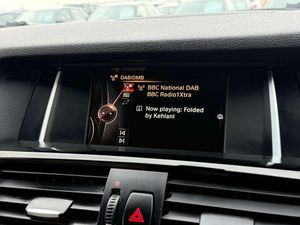 DAB/DMB
BBC National DAB
BBC Radio1Xtra
Now playing: Folded
by Kehlani